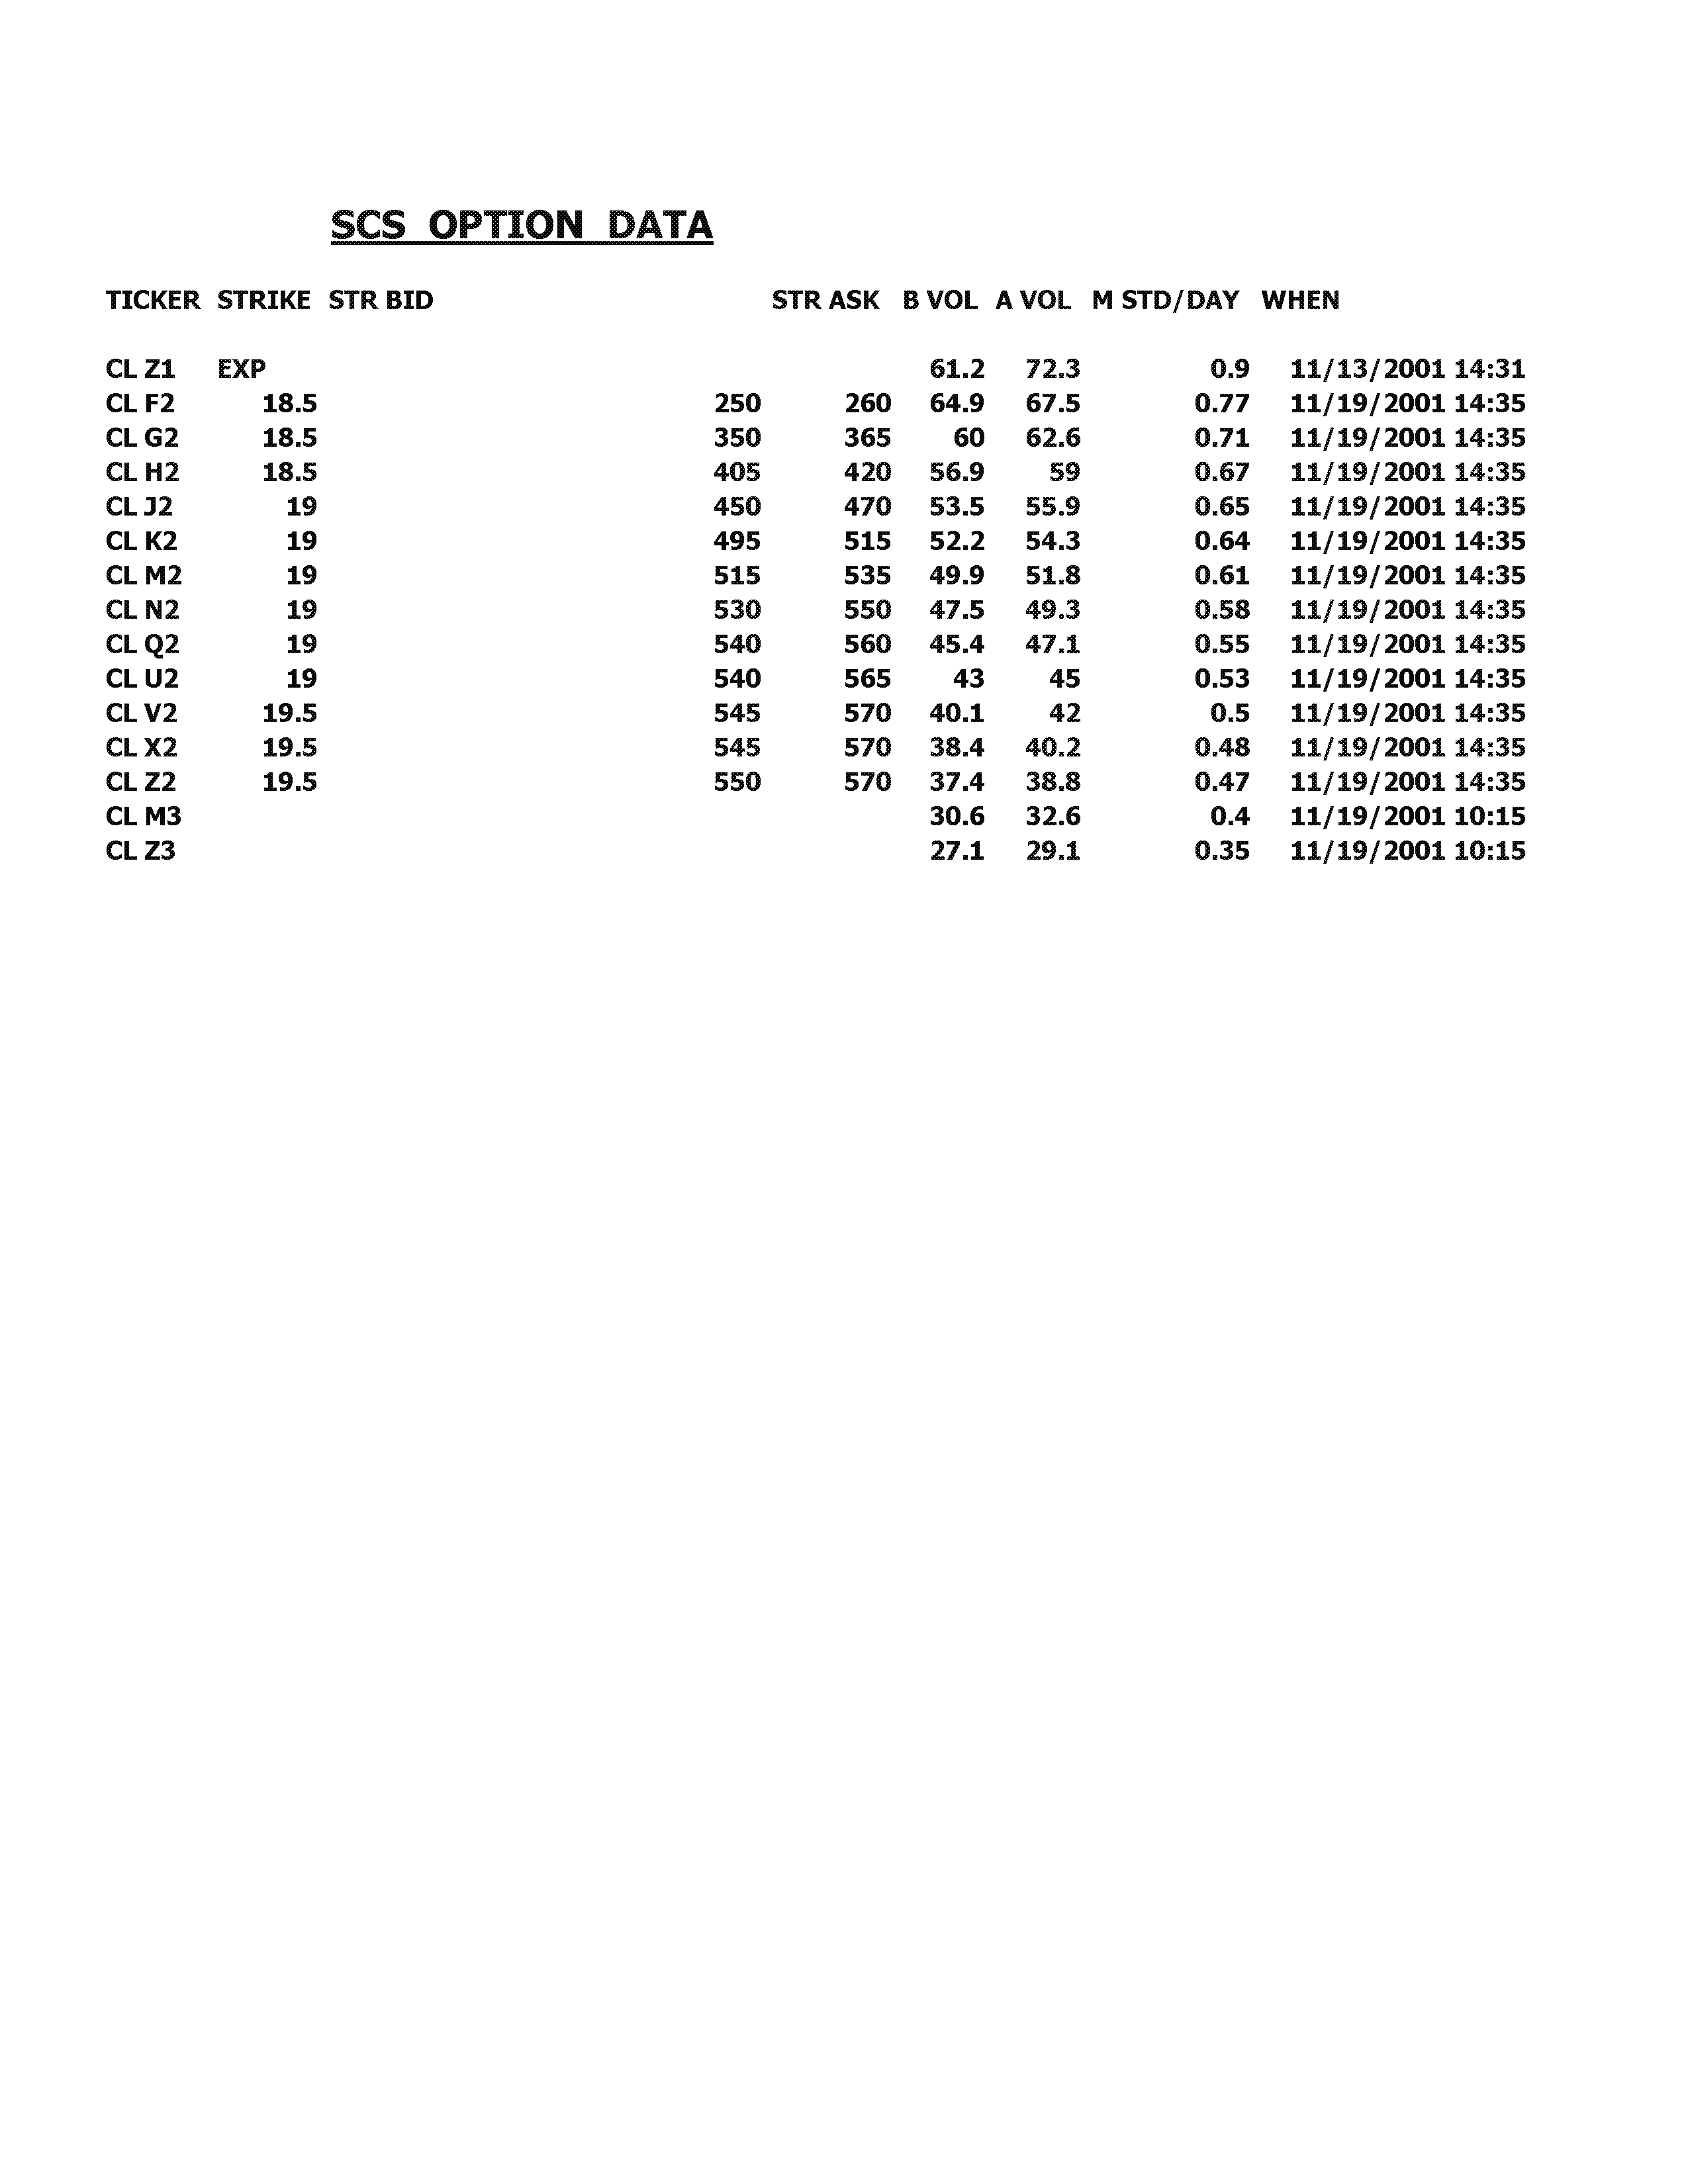 SCS OPTION DATA
TICKER STRIKE STR BID STR ASK B VOL A VOL M STD/DAY WHEN
CL Z1 EXP 61.2 72.3 0.9 11/13/2001 14:31
CL F2 18.5 250 260 64.9 67.5 0.77 11/19/2001 14:35
CL G2 18.5 350 365 60 62.6 0.71 11/19/2001 14:35
CL H2 18.5 405 420 56.9 59 0.67 11/19/2001 14:35
CL J2 19 450 470 53.5 55.9 0.65 11/19/2001 14:35
CL K2 19 495 515 52.2 54.3 0.64 11/19/2001 14:35
CL M2 19 515 535 49.9 51.8 0.61 11/19/2001 14:35
CL N2 19 530 550 47.5 49.3 0.58 11/19/2001 14:35
CL Q2 19 540 560 45.4 47.1 0.55 11/19/2001 14:35
CL U2 19 540 565 43 45 0.53 11/19/2001 14:35
CL V2 19.5 545 570 40.1 42 0.5 11/19/2001 14:35
CL X2 19.5 545 570 38.4 40.2 0.48 11/19/2001 14:35
CL Z2 19.5 550 570 37.4 38.8 0.47 11/19/2001 14:35
CL M3 30.6 32.6 0.4 11/19/2001 10:15
CL Z3 27.1 29.1 0.35 11/19/2001 10:15